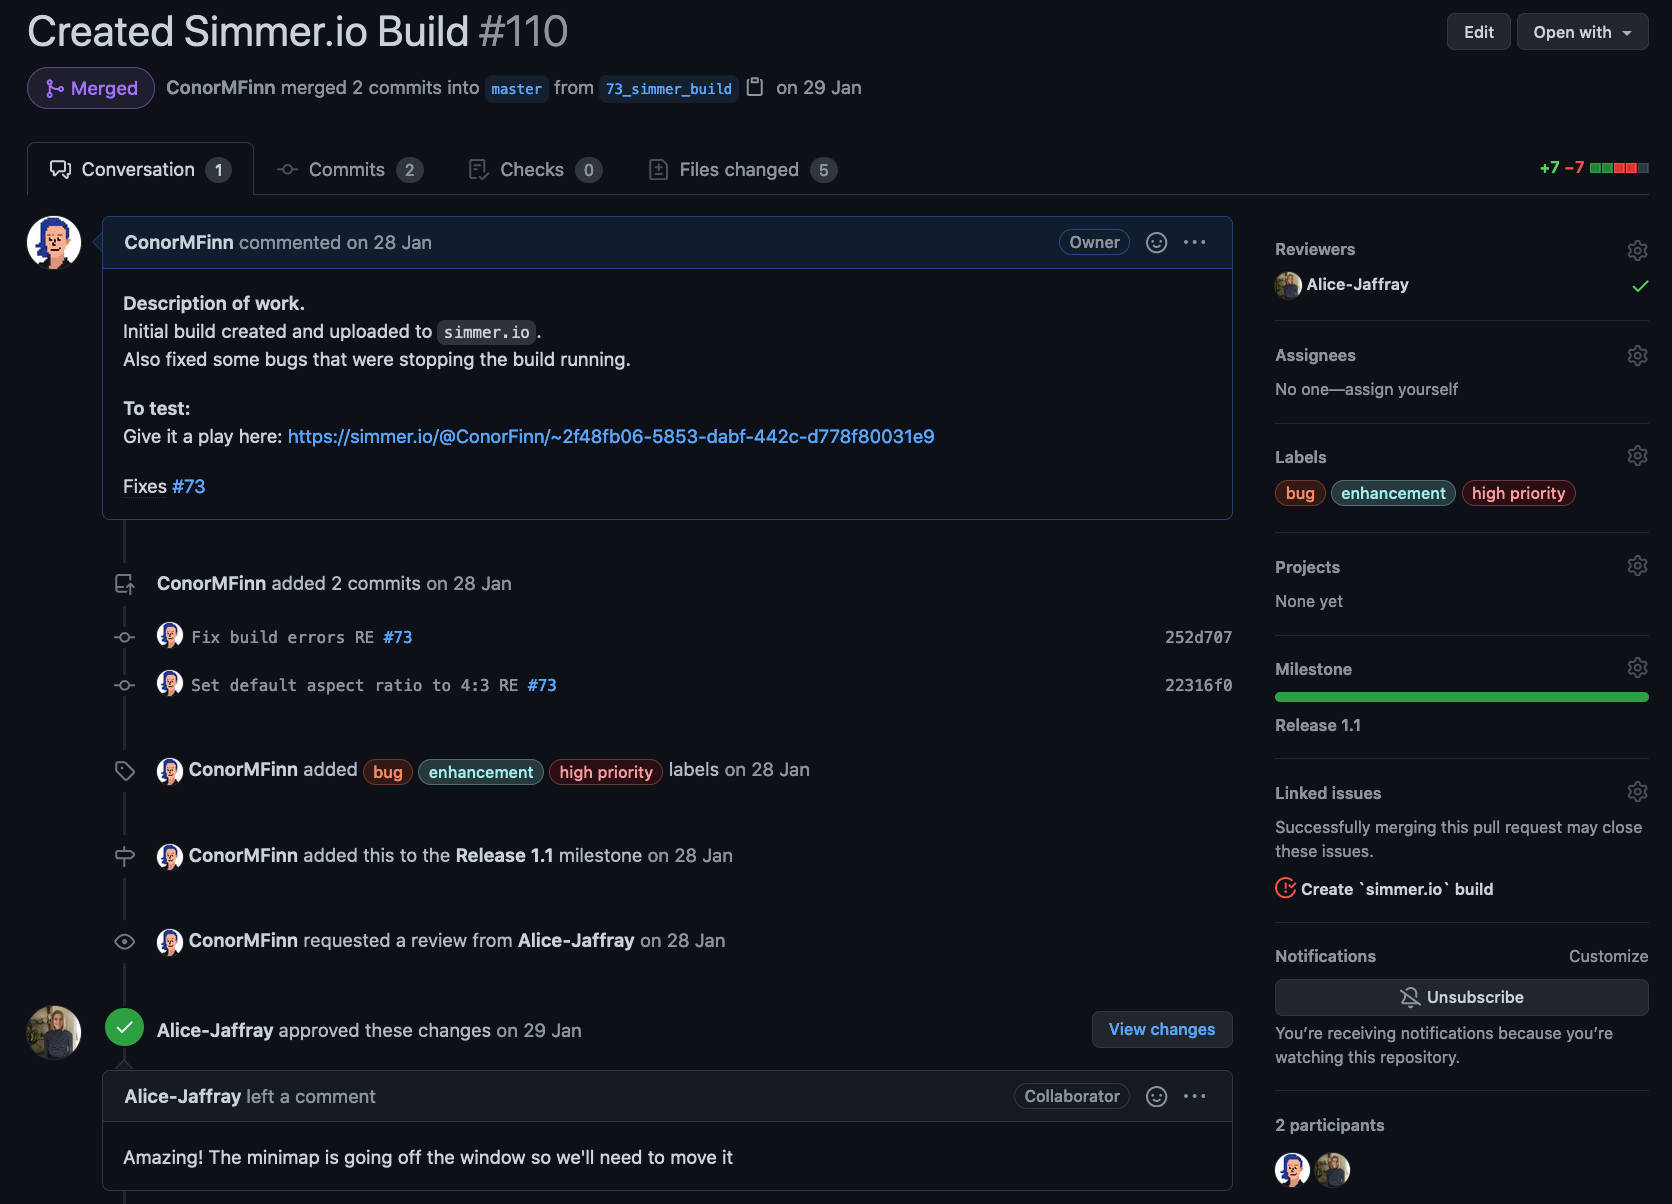 Created Simmer.io Build #110
Edit
Open with
Merged
ConorMFinn merged 2 commits into master from 73_simmer_build on 29 Jan
Conversation 1
Commits 2
Checks 0
Files changed 5
+7 −7
ConorMFinn commented on 28 Jan
Owner
Description of work.
Initial build created and uploaded to simmer.io.
Also fixed some bugs that were stopping the build running.
To test:
Give it a play here: https://simmer.io/@ConorFinn/~2f48fb06-5853-dabf-442c-d778f80031e9
Fixes #73
ConorMFinn added 2 commits on 28 Jan
Fix build errors RE #73
252d707
Set default aspect ratio to 4:3 RE #73
22316f0
ConorMFinn added bug enhancement high priority labels on 28 Jan
ConorMFinn added this to the Release 1.1 milestone on 28 Jan
ConorMFinn requested a review from Alice-Jaffray on 28 Jan
Alice-Jaffray approved these changes on 29 Jan
View changes
Alice-Jaffray left a comment
Collaborator
Amazing! The minimap is going off the window so we'll need to move it
Reviewers
Alice-Jaffray
Assignees
No one—assign yourself
Labels
bug enhancement high priority
Projects
None yet
Milestone
Release 1.1
Linked issues
Successfully merging this pull request may close
these issues.
Create `simmer.io` build
Notifications
Customize
Unsubscribe
You’re receiving notifications because you’re
watching this repository.
2 participants